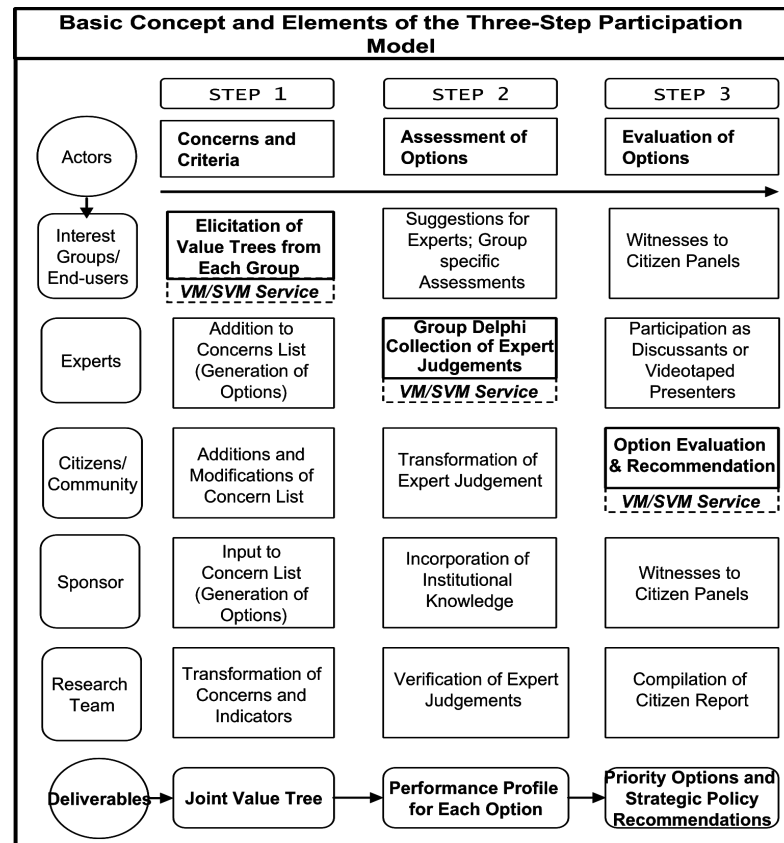 Basic Concept and Elements of the Three-Step Participation
Model
STEP 1
STEP 2
STEP 3
Actors
Concerns and
Criteria
Assessment of
Options
Evaluation of
Options
Interest
Groups/
End-users
Elicitation of
Value Trees from
Each Group
VM/SVM Service
Suggestions for
Experts; Group
specific
Assessments
Witnesses to
Citizen Panels
Experts
Addition to
Concerns List
(Generation of
Options)
Group Delphi
Collection of Expert
Judgements
VM/SVM Service
Participation as
Discussants or
Videotaped
Presenters
Citizens/
Community
Additions and
Modifications of
Concern List
Transformation of
Expert Judgement
Option Evaluation
& Recommendation
VM/SVM Service
Sponsor
Input to
Concern List
(Generation of
Options)
Incorporation of
Institutional
Knowledge
Witnesses to
Citizen Panels
Research
Team
Transformation of
Concerns and
Indicators
Verification of Expert
Judgements
Compilation of
Citizen Report
Deliverables
Joint Value Tree
Performance Profile
for Each Option
Priority Options and
Strategic Policy
Recommendations